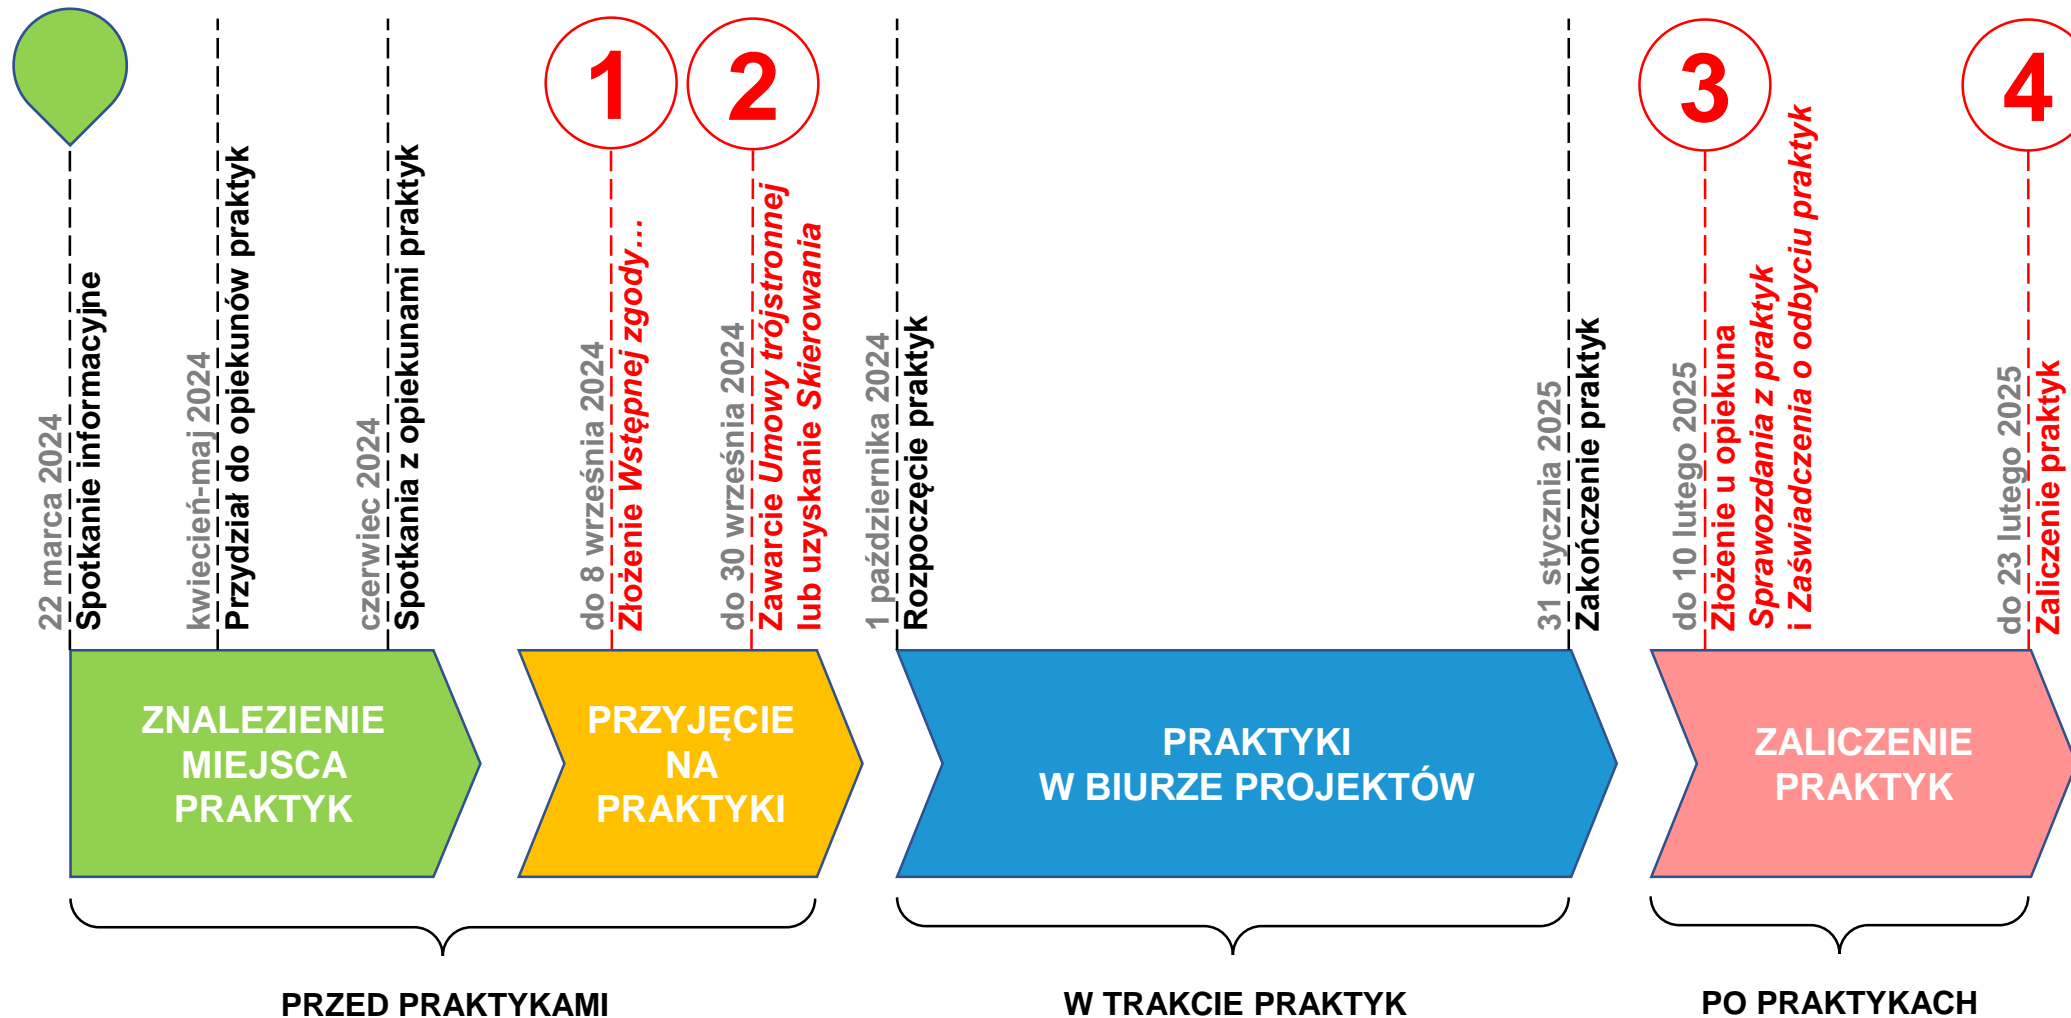 1
2
3
4
22 marca 2024
Spotkanie informacyjne
kwiecień-maj 2024
Przydział do opiekunów praktyk
czerwiec 2024
Spotkania z opiekunami praktyk
do 8 września 2024
Złożenie Wstępnej zgody…
do 30 września 2024
Zawarcie Umowy trójstronnej
lub uzyskanie Skierowania
1 października 2024
Rozpoczęcie praktyk
31 stycznia 2025
Zakończenie praktyk
do 10 lutego 2025
Złożenie u opiekuna
Sprawozdania z praktyk
i Zaświadczenia o odbyciu praktyk
do 23 lutego 2025
Zaliczenie praktyk
ZNALEZIENIE
MIEJSCA
PRAKTYK
PRZYJĘCIE
NA
PRAKTYKI
PRAKTYKI
W BIURZE PROJEKTÓW
ZALICZENIE
PRAKTYK
PRZED PRAKTYKAMI
W TRAKCIE PRAKTYK
PO PRAKTYKACH